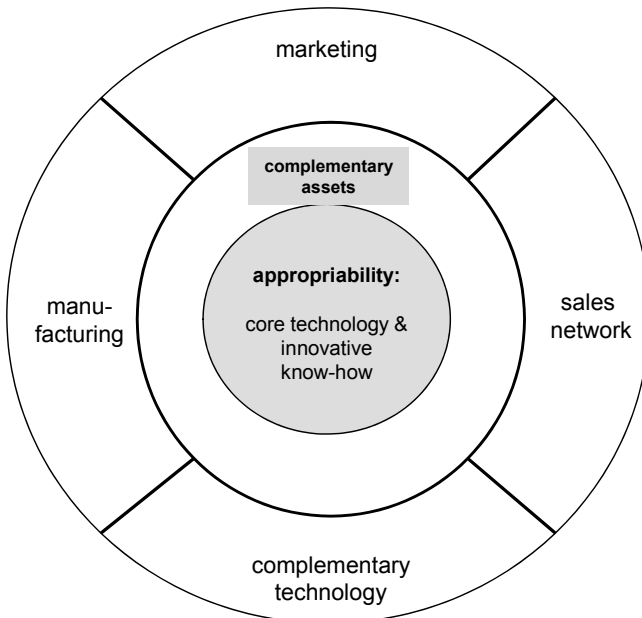 marketing
complementary
assets
appropriability:
core technology &
innovative
know-how
manu-
facturing
sales
network
complementary
technology